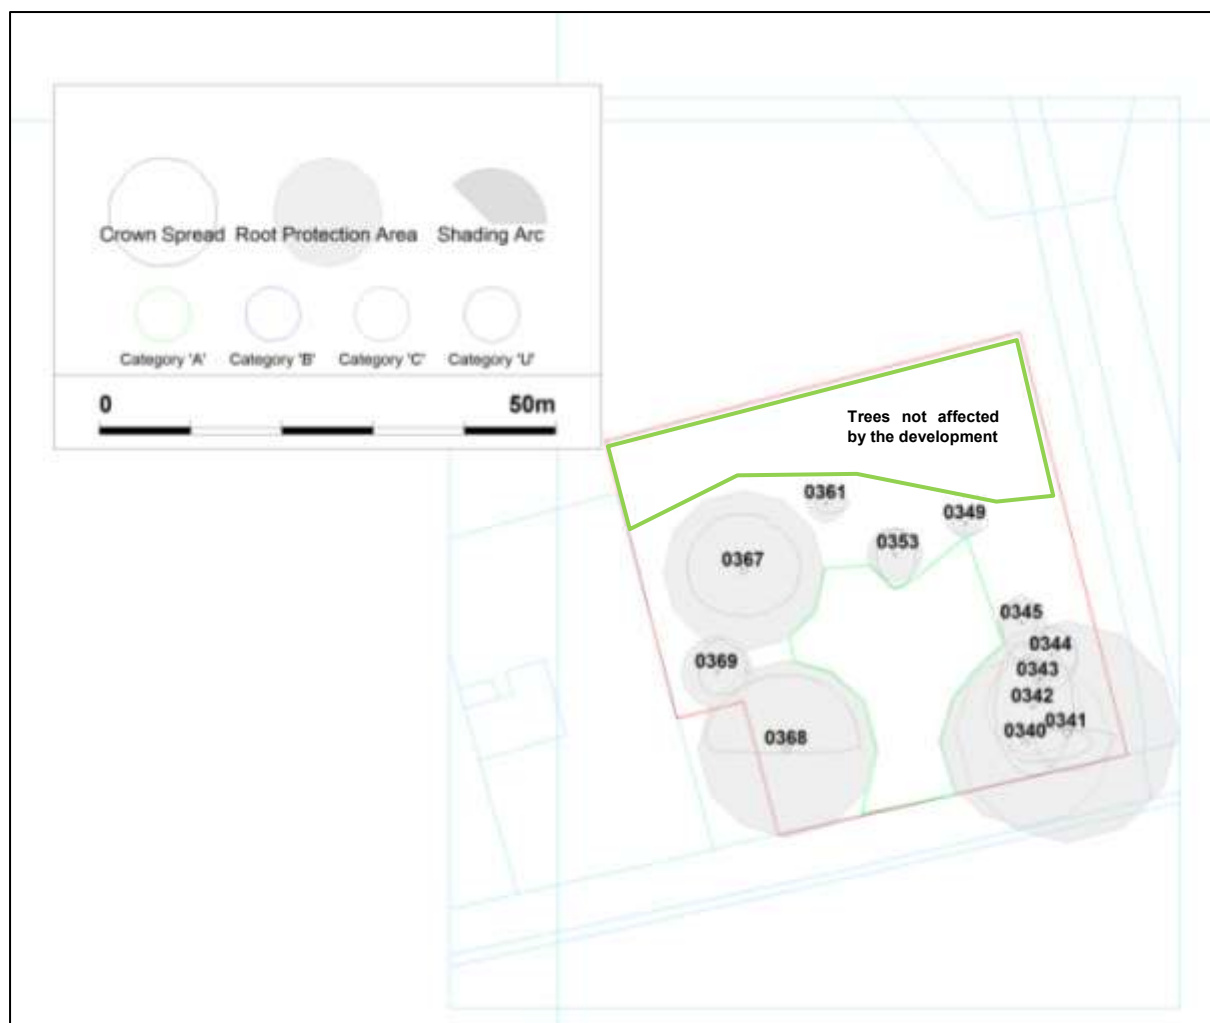 Crown Spread Root Protection Area Shading Arc
Category 'A' Category 'B' Category 'C' Category 'U'
0 50m
Trees not affected
by the development
0361
0349
0353
0367
0345
0344
0369
0343
0342
0341
0340
0368